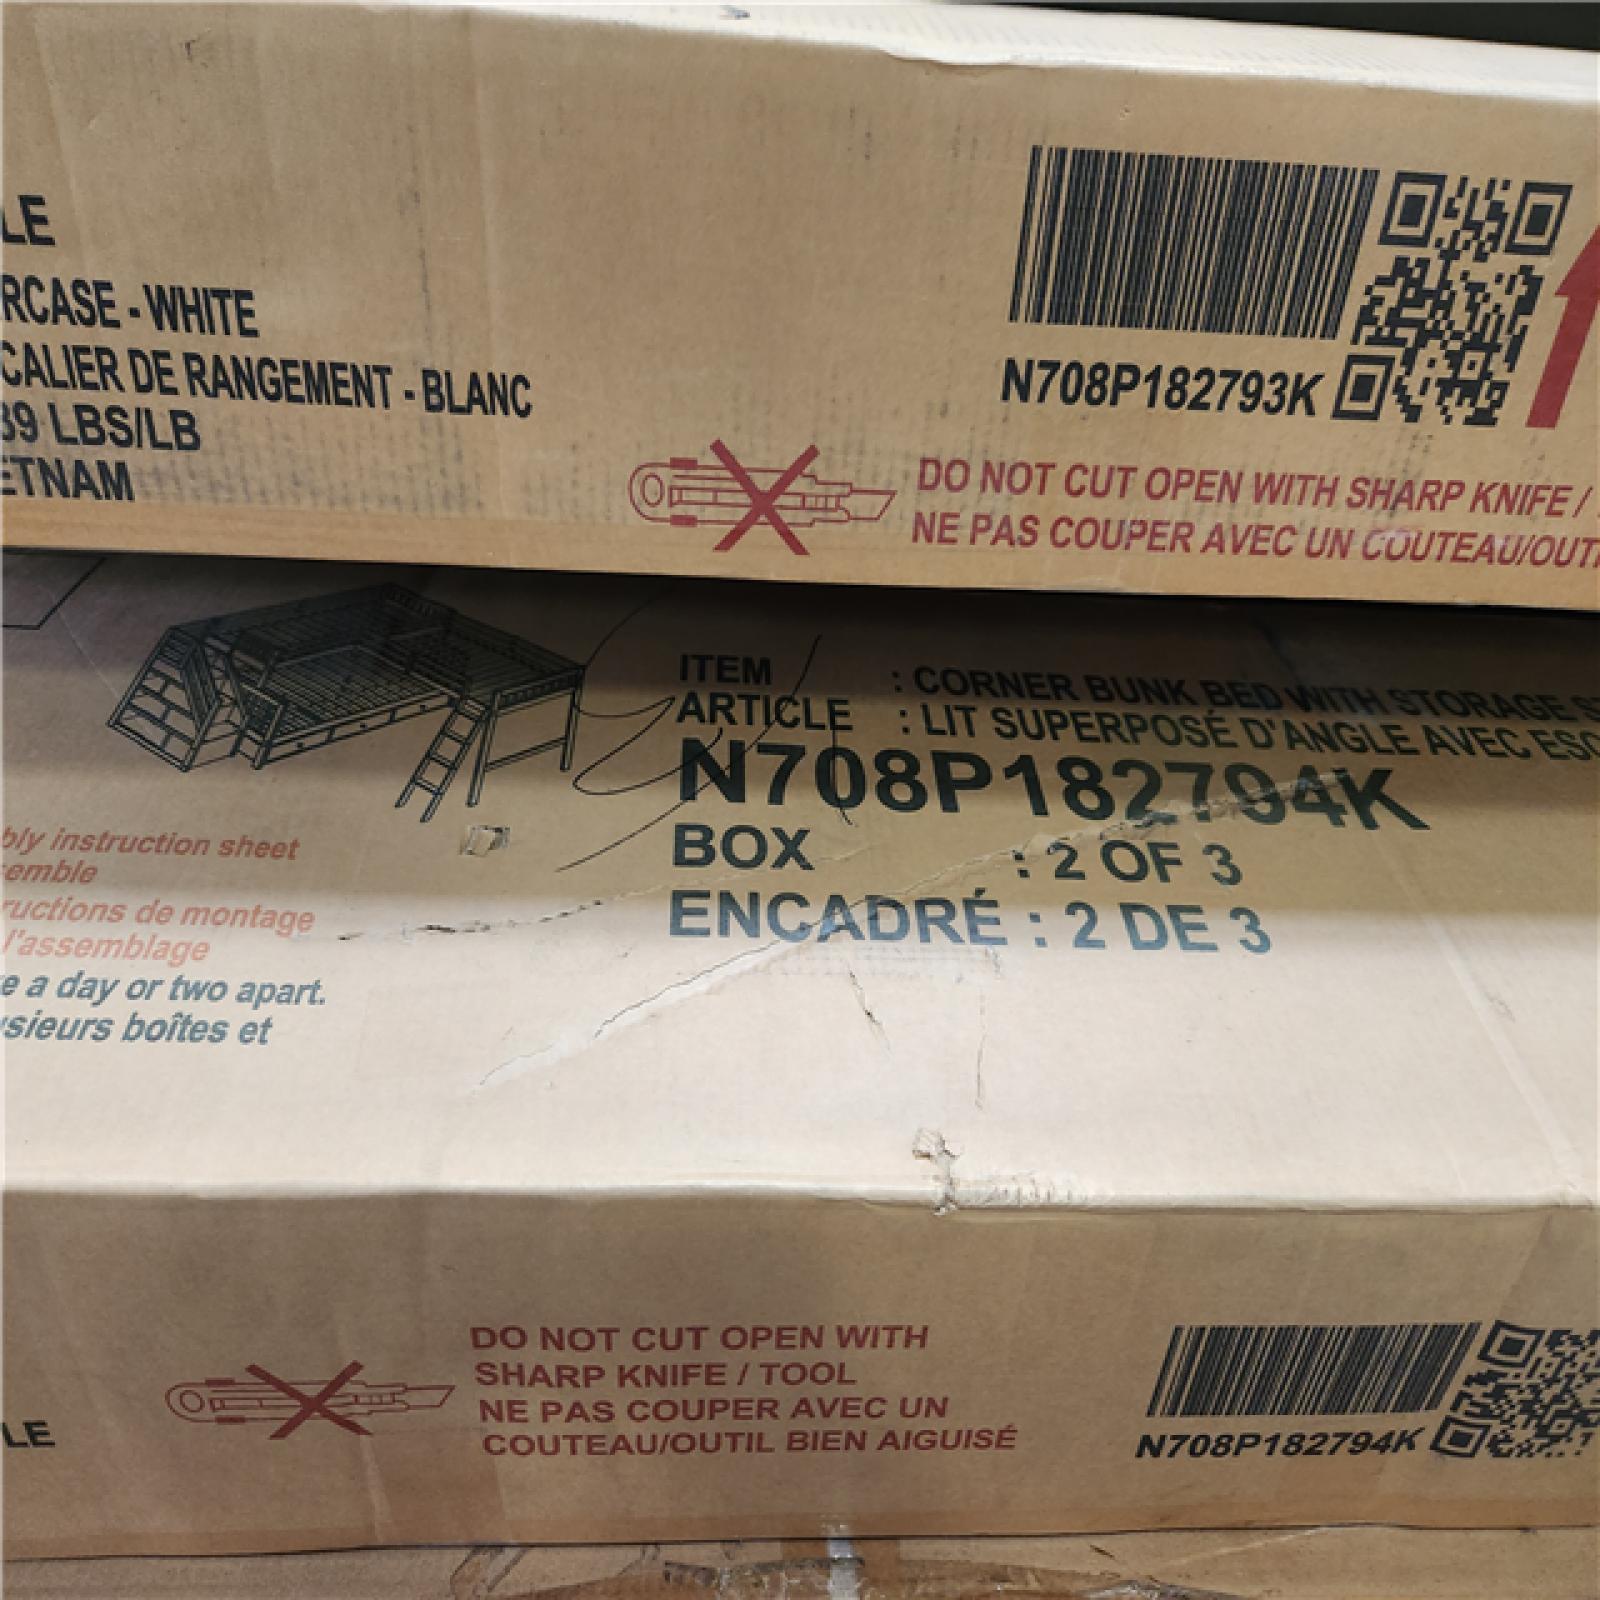 LE
RCASE - WHITE
CALIER DE RANGEMENT - BLANC
39 LBS/LB
ETNAM
N708P182793K
DO NOT CUT OPEN WITH SHARP KNIFE /
NE PAS COUPER AVEC UN COUTEAU/OUTI
ITEM : CORNER BUNK BED WITH STORAGE S
ARTICLE : LIT SUPERPOSÉ D'ANGLE AVEC ESC
N708P182794K
BOX : 2 OF 3
ENCADRÉ : 2 DE 3
bly instruction sheet
semble
ructions de montage
l'assemblage
e a day or two apart.
usieurs boîtes et
DO NOT CUT OPEN WITH
SHARP KNIFE / TOOL
NE PAS COUPER AVEC UN
COUTEAU/OUTIL BIEN AIGUISÉ
LE
N708P182794K